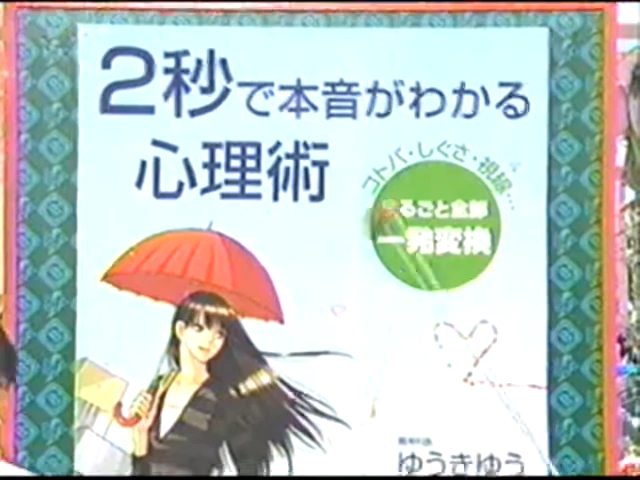 2秒で本音がわかる
心理術
コトバ・しぐさ・視線…
まるごと全部
一発変換
ゆうきゆう